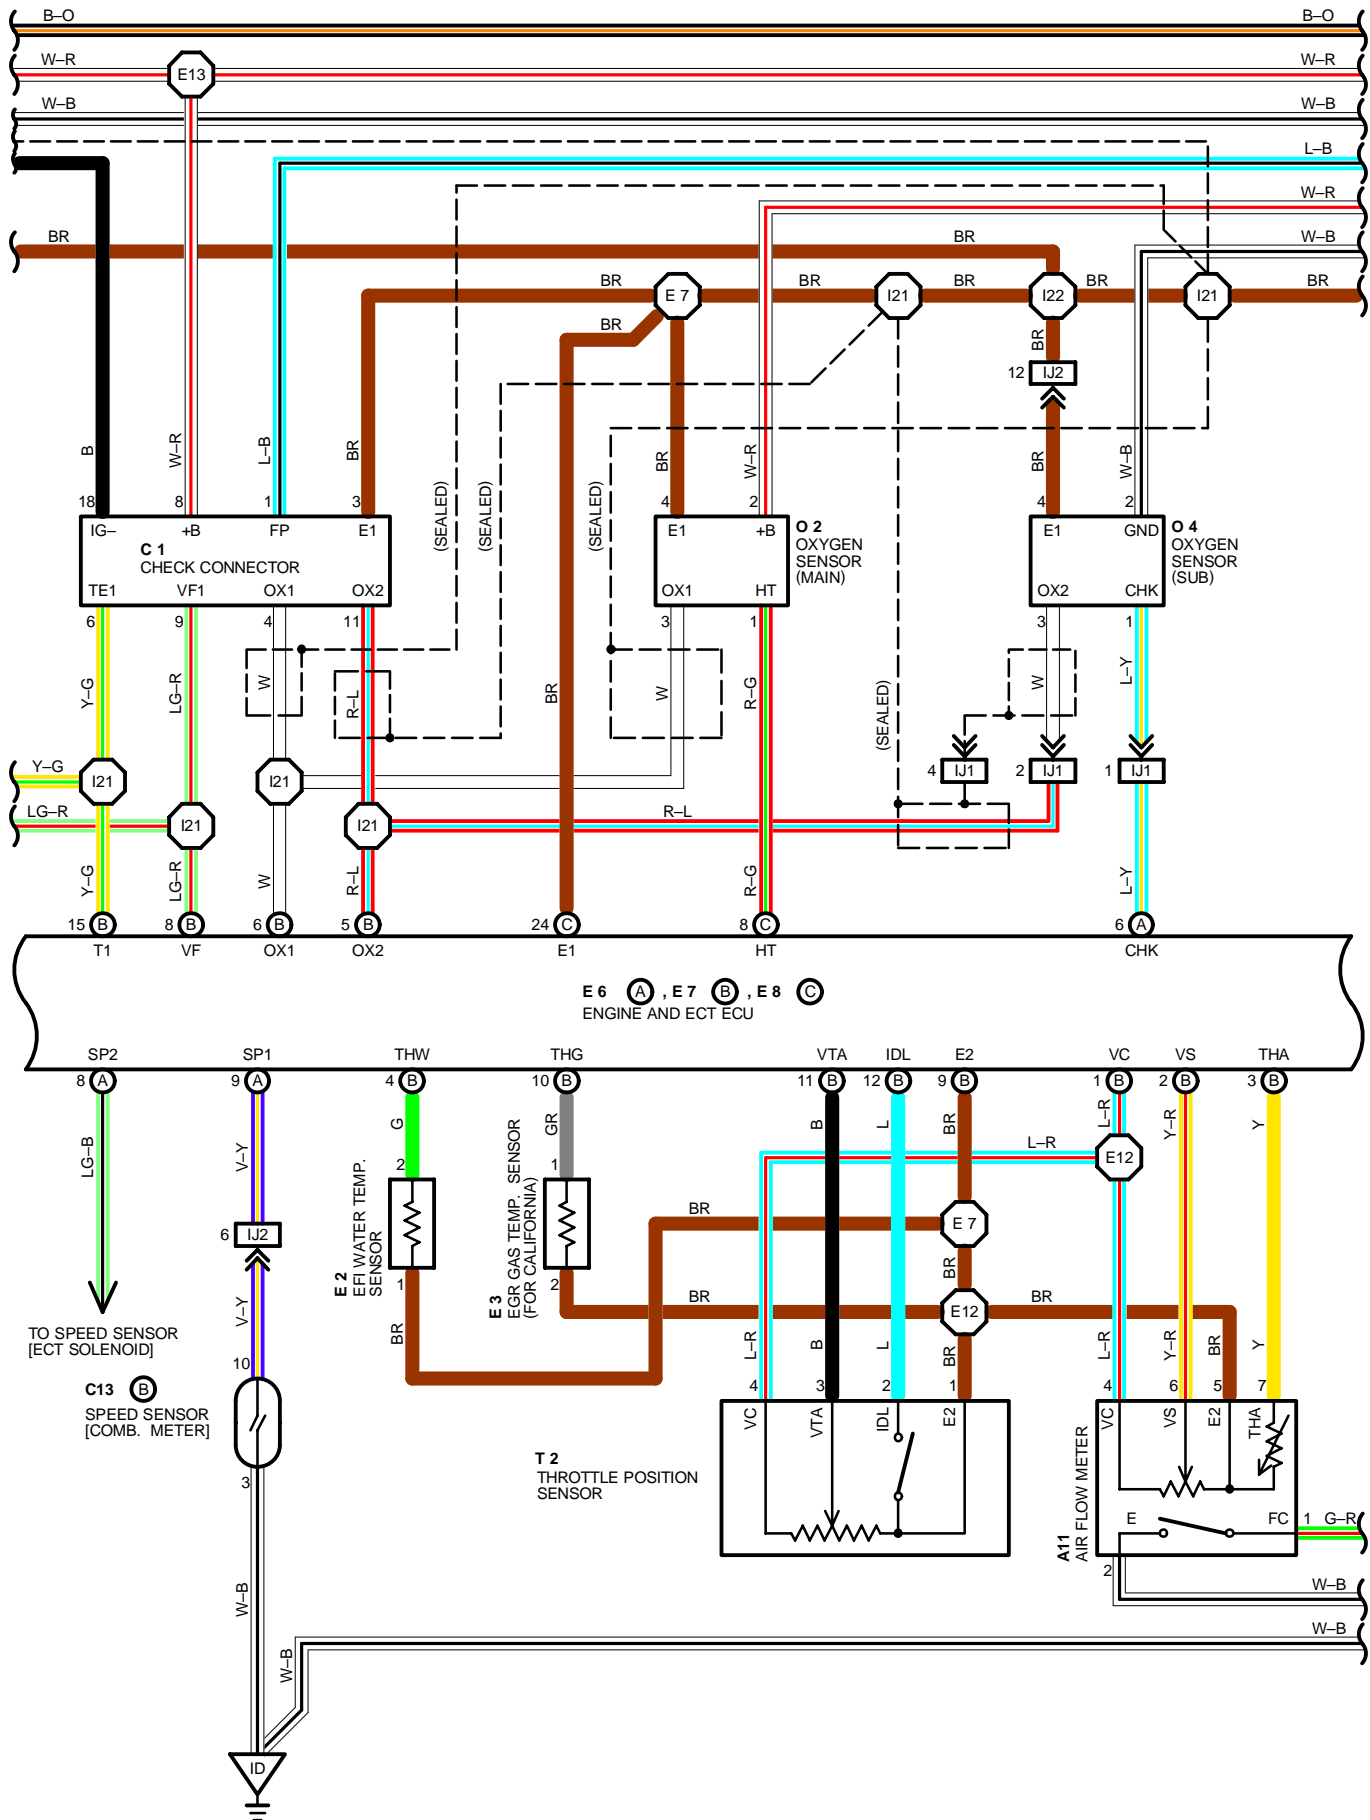 B–O B–O
W–R W–R
E13
W–B W–B
L–B
W–R
BR BR W–B
BR E 7 BR I21 BR I22 BR I21 BR
BR
BR
12 IJ2
B W–R L–B BR (SEALED) (SEALED) (SEALED) BR W–R BR W–B
18 8 1 3 4 2 4 2
IG– +B FP E1 E1 +B E1 GND
C 1
CHECK CONNECTOR
O 2
OXYGEN
SENSOR
(MAIN)
O 4
OXYGEN
SENSOR
(SUB)
TE1 VF1 OX1 OX2 OX1 HT OX2 CHK
6 9 4 11 3 1 3 1
Y–G LG–R W R–L BR W R–G (SEALED) W L–Y
Y–G I21 I21 4 IJ1 2 IJ1 1 IJ1
LG–R I21 I21 R–L
Y–G LG–R W R–L R–G L–Y
15 B 8 B 6 B 5 B 24 C 8 C 6 A
T1 VF OX1 OX2 E1 HT CHK
E 6 A , E 7 B , E 8 C
ENGINE AND ECT ECU
SP2 SP1 THW THG VTA IDL E2 VC VS THA
8 A 9 A 4 B 10 B 11 B 12 B 9 B 1 B 2 B 3 B
LG–B V–Y G GR B L BR L–R Y–R Y
L–R E12
2 1
E 2
EFI WATER TEMP.
SENSOR
E 3
EGR GAS TEMP. SENSOR
(FOR CALIFORNIA)
6 IJ2
BR E 7
BR
1 2
BR E12 BR
V–Y BR L–R B L BR L–R Y–R BR Y
TO SPEED SENSOR
[ECT SOLENOID]
10
C13 B
SPEED SENSOR
[COMB. METER]
3
4 3 2 1 4 6 5 7
VC VTA IDL E2 VC VS E2 THA
T 2
THROTTLE POSITION
SENSOR
A11
AIR FLOW METER
E FC 1 G–R
2
W–B
W–B
W–B
W–B
ID